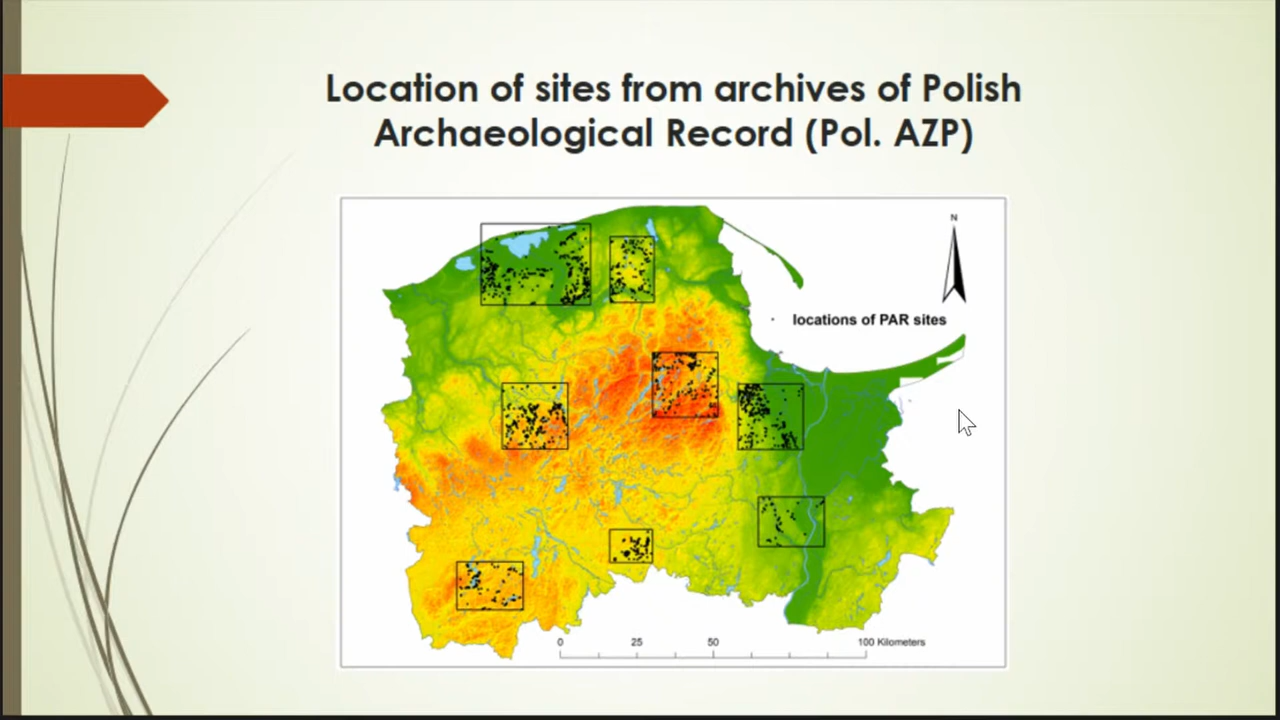 Location of sites from archives of Polish
Archaeological Record (Pol. AZP)
N
locations of PAR sites
0 25 50 100 Kilometers